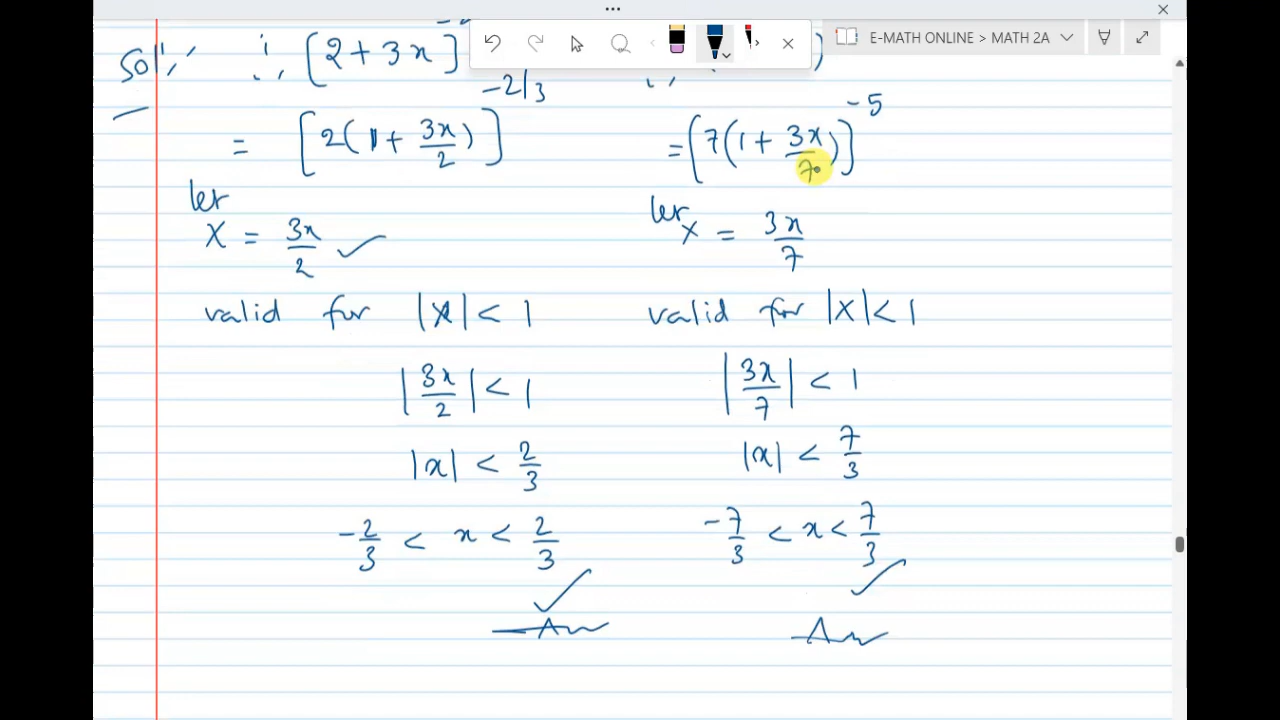 E-MATH ONLINE > MATH 2A
Sol:
i [2 + 3x]
= [2(1 + 3x/2)]^-2/3
let
X = 3x/2 ✓
valid for |X| < 1
|3x/2| < 1
|x| < 2/3
-2/3 < x < 2/3 ✓
Ans
= [7(1 + 3x/7)]^-5
let
X = 3x/7
valid for |X| < 1
|3x/7| < 1
|x| < 7/3
-7/3 < x < 7/3 ✓
Ans